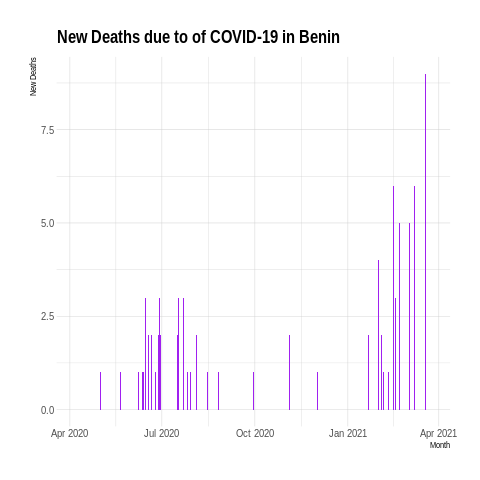 New Deaths due to of COVID-19 in Benin
New Deaths
7.5
5.0
2.5
0.0
Apr 2020 Jul 2020 Oct 2020 Jan 2021 Apr 2021
Month